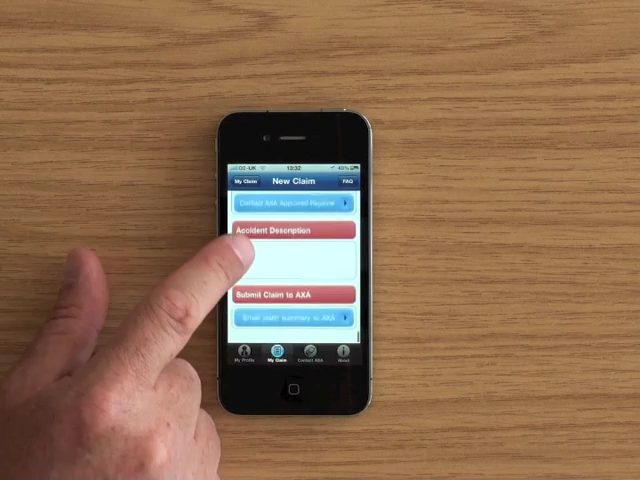 O2-UK 13:32 49%
My Claim New Claim FAQ
Contact AXA Approved Repairer
Accident Description
Submit Claim to AXA
Email claim summary to AXA
My Profile My Claim Contact AXA About